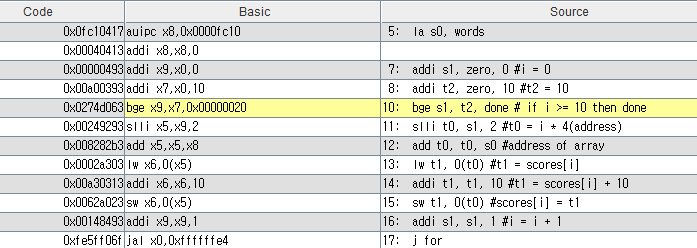 Code Basic Source
0x0fc10417 auipc x8,0x0000fc10 5: la s0, words
0x00040413 addi x8,x8,0
0x00000493 addi x9,x0,0 7: addi s1, zero, 0 #i = 0
0x00a00393 addi x7,x0,10 8: addi t2, zero, 10 #t2 = 10
0x0274d063 bge x9,x7,0x00000020 10: bge s1, t2, done # if i >= 10 then done
0x00249293 slli x5,x9,2 11: slli t0, s1, 2 #t0 = i * 4(address)
0x008282b3 add x5,x5,x8 12: add t0, t0, s0 #address of array
0x0002a303 lw x6,0(x5) 13: lw t1, 0(t0) #t1 = scores[i]
0x00a30313 addi x6,x6,10 14: addi t1, t1, 10 #t1 = scores[i] + 10
0x0062a023 sw x6,0(x5) 15: sw t1, 0(t0) #scores[i] = t1
0x00148493 addi x9,x9,1 16: addi s1, s1, 1 #i = i + 1
0xfe5ff06f jal x0,0xffffffe4 17: j for